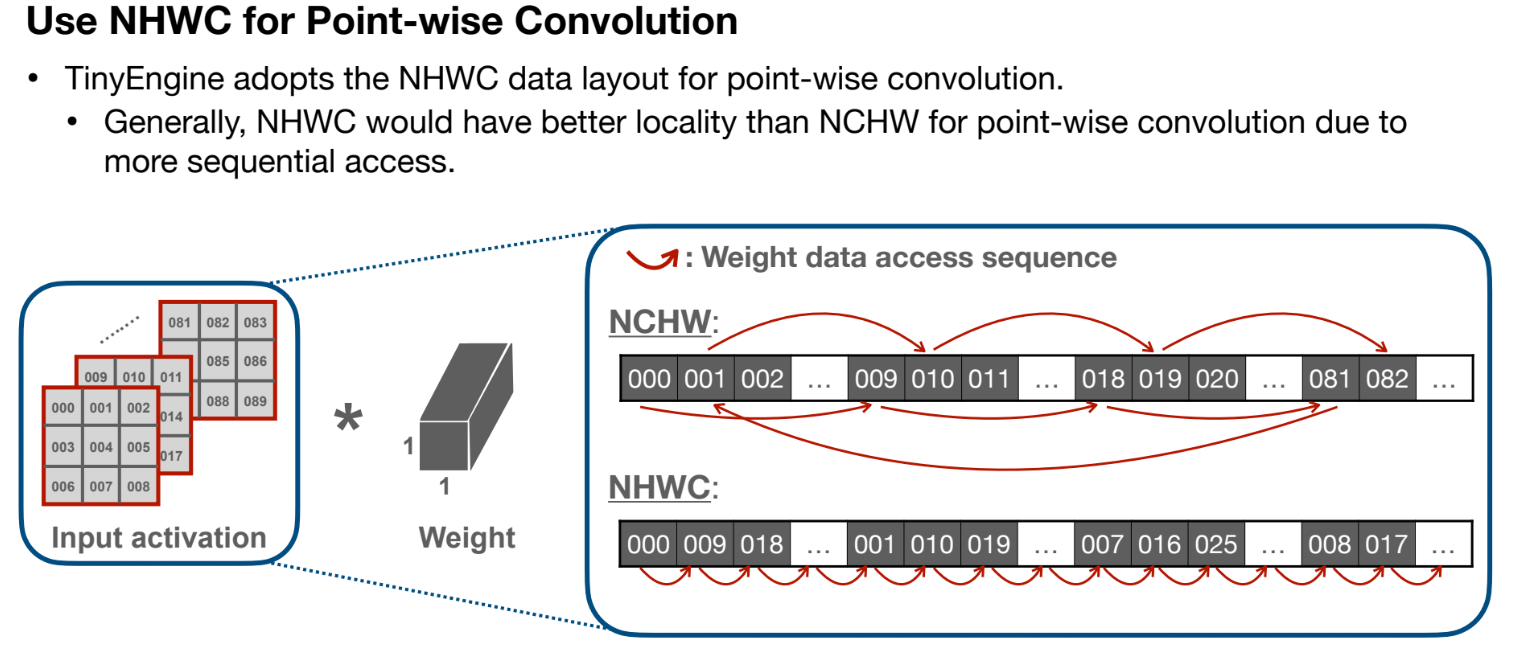 Use NHWC for Point-wise Convolution
• TinyEngine adopts the NHWC data layout for point-wise convolution.
• Generally, NHWC would have better locality than NCHW for point-wise convolution due to
more sequential access.
: Weight data access sequence
NCHW:
000 001 002 ... 009 010 011 ... 018 019 020 ... 081 082 ...
NHWC:
000 009 018 ... 001 010 019 ... 007 016 025 ... 008 017 ...
081 082 083
085 086
088 089
009 010 011
014
017
000 001 002
003 004 005
006 007 008
Input activation
*
1
1
Weight